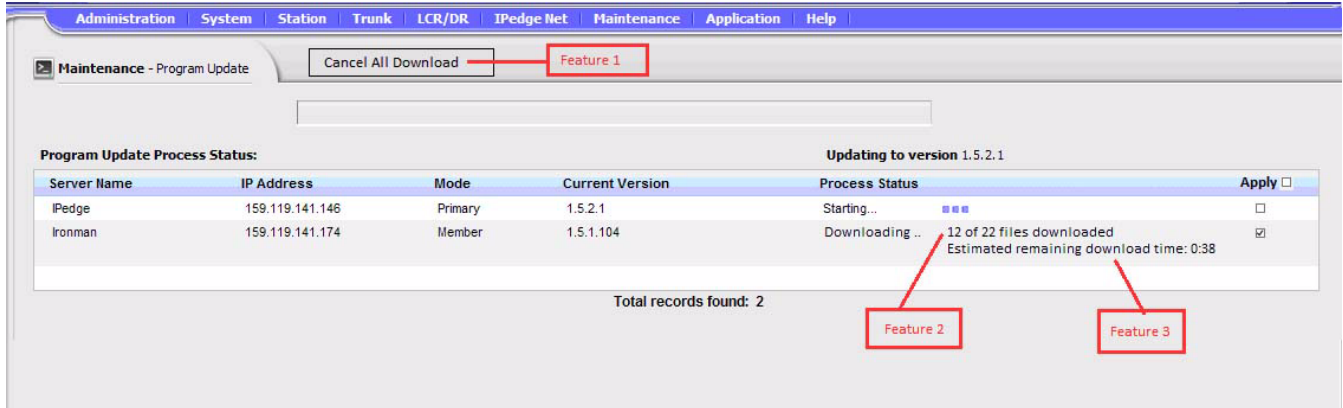 Administration System Station Trunk LCR/DR IPedge Net Maintenance Application Help
Maintenance - Program Update
Cancel All Download
Feature 1
Program Update Process Status:
Updating to version 1.5.2.1
Server Name IP Address Mode Current Version Process Status Apply
IPedge 159.119.141.146 Primary 1.5.2.1 Starting...
Ironman 159.119.141.174 Member 1.5.1.104 Downloading .. 12 of 22 files downloaded
Estimated remaining download time: 0:38
Total records found: 2
Feature 2
Feature 3